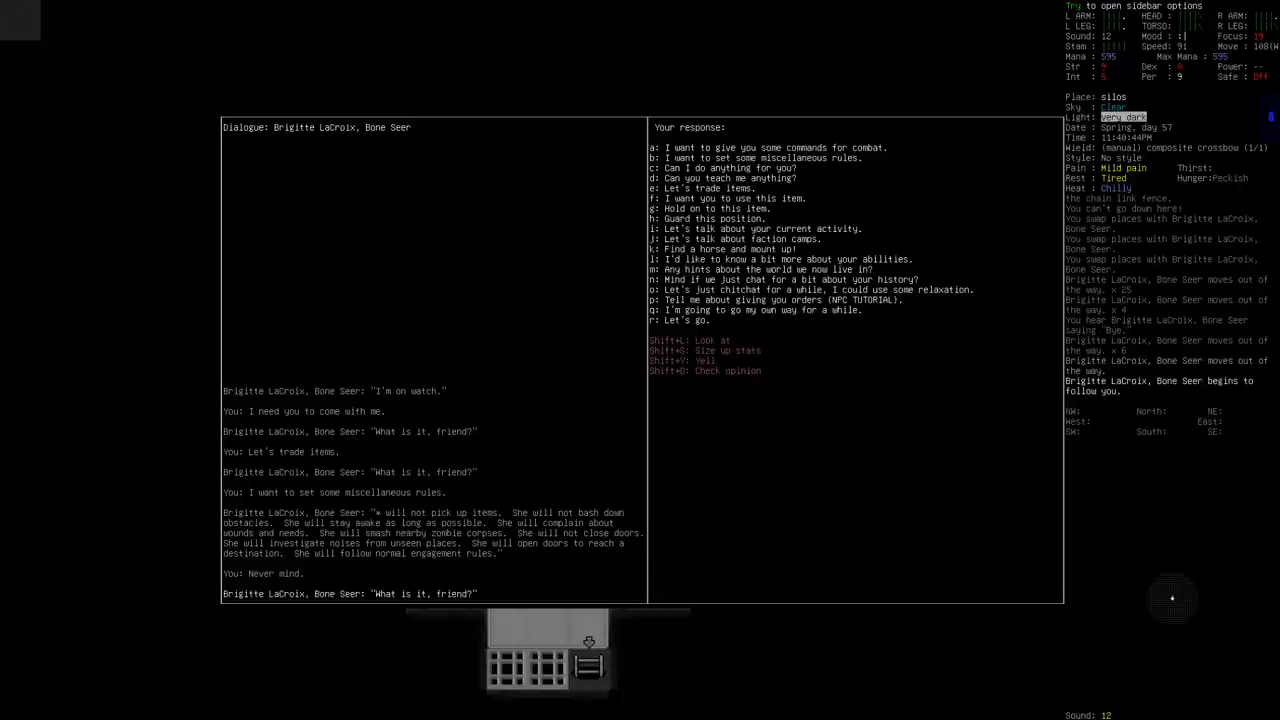 Try to open sidebar options
L ARM: ||||. HEAD : ||||\ R ARM: ||||.
L LEG: ||||. TORSO: ||||\ R LEG: ||||.
Sound: 12 Mood : :| Focus: 19
Stam : ||||| Speed: 91 Move : 108(W
Mana : 595 Max Mana : 595
Str : 9 Dex : 8 Power: --
Int : 5 Per : 9 Safe : Off
Place: silos
Sky : Clear
Light: very dark
Date : Spring, day 57
Time : 11:40:44PM
Wield: (manual) composite crossbow (1/1)
Style: No style
Pain : Mild pain Thirst:
Rest : Tired Hunger:Peckish
Heat : Chilly
the chain link fence.
You can't go down here!
You swap places with Brigitte LaCroix,
Bone Seer.
You swap places with Brigitte LaCroix,
Bone Seer.
You swap places with Brigitte LaCroix,
Bone Seer.
Brigitte LaCroix, Bone Seer moves out of
the way. x 25
Brigitte LaCroix, Bone Seer moves out of
the way. x 4
You hear Brigitte LaCroix, Bone Seer
saying "Bye."
Brigitte LaCroix, Bone Seer moves out of
the way. x 6
Brigitte LaCroix, Bone Seer moves out of
the way.
Brigitte LaCroix, Bone Seer begins to
follow you.
NW: North: NE:
West: East:
SW: South: SE:
Sound: 12
Dialogue: Brigitte LaCroix, Bone Seer
Brigitte LaCroix, Bone Seer: "I'm on watch."
You: I need you to come with me.
Brigitte LaCroix, Bone Seer: "What is it, friend?"
You: Let's trade items.
Brigitte LaCroix, Bone Seer: "What is it, friend?"
You: I want to set some miscellaneous rules.
Brigitte LaCroix, Bone Seer: "* will not pick up items. She will not bash down
obstacles. She will stay awake as long as possible. She will complain about
wounds and needs. She will smash nearby zombie corpses. She will not close doors.
She will investigate noises from unseen places. She will open doors to reach a
destination. She will follow normal engagement rules."
You: Never mind.
Brigitte LaCroix, Bone Seer: "What is it, friend?"
Your response:
a: I want to give you some commands for combat.
b: I want to set some miscellaneous rules.
c: Can I do anything for you?
d: Can you teach me anything?
e: Let's trade items.
f: I want you to use this item.
g: Hold on to this item.
h: Guard this position.
i: Let's talk about your current activity.
j: Let's talk about faction camps.
k: Find a horse and mount up!
l: I'd like to know a bit more about your abilities.
m: Any hints about the world we now live in?
n: Mind if we just chat for a bit about your history?
o: Let's just chitchat for a while, I could use some relaxation.
p: Tell me about giving you orders (NPC TUTORIAL).
q: I'm going to go my own way for a while.
r: Let's go.
Shift+L: Look at
Shift+S: Size up stats
Shift+Y: Yell
Shift+O: Check opinion